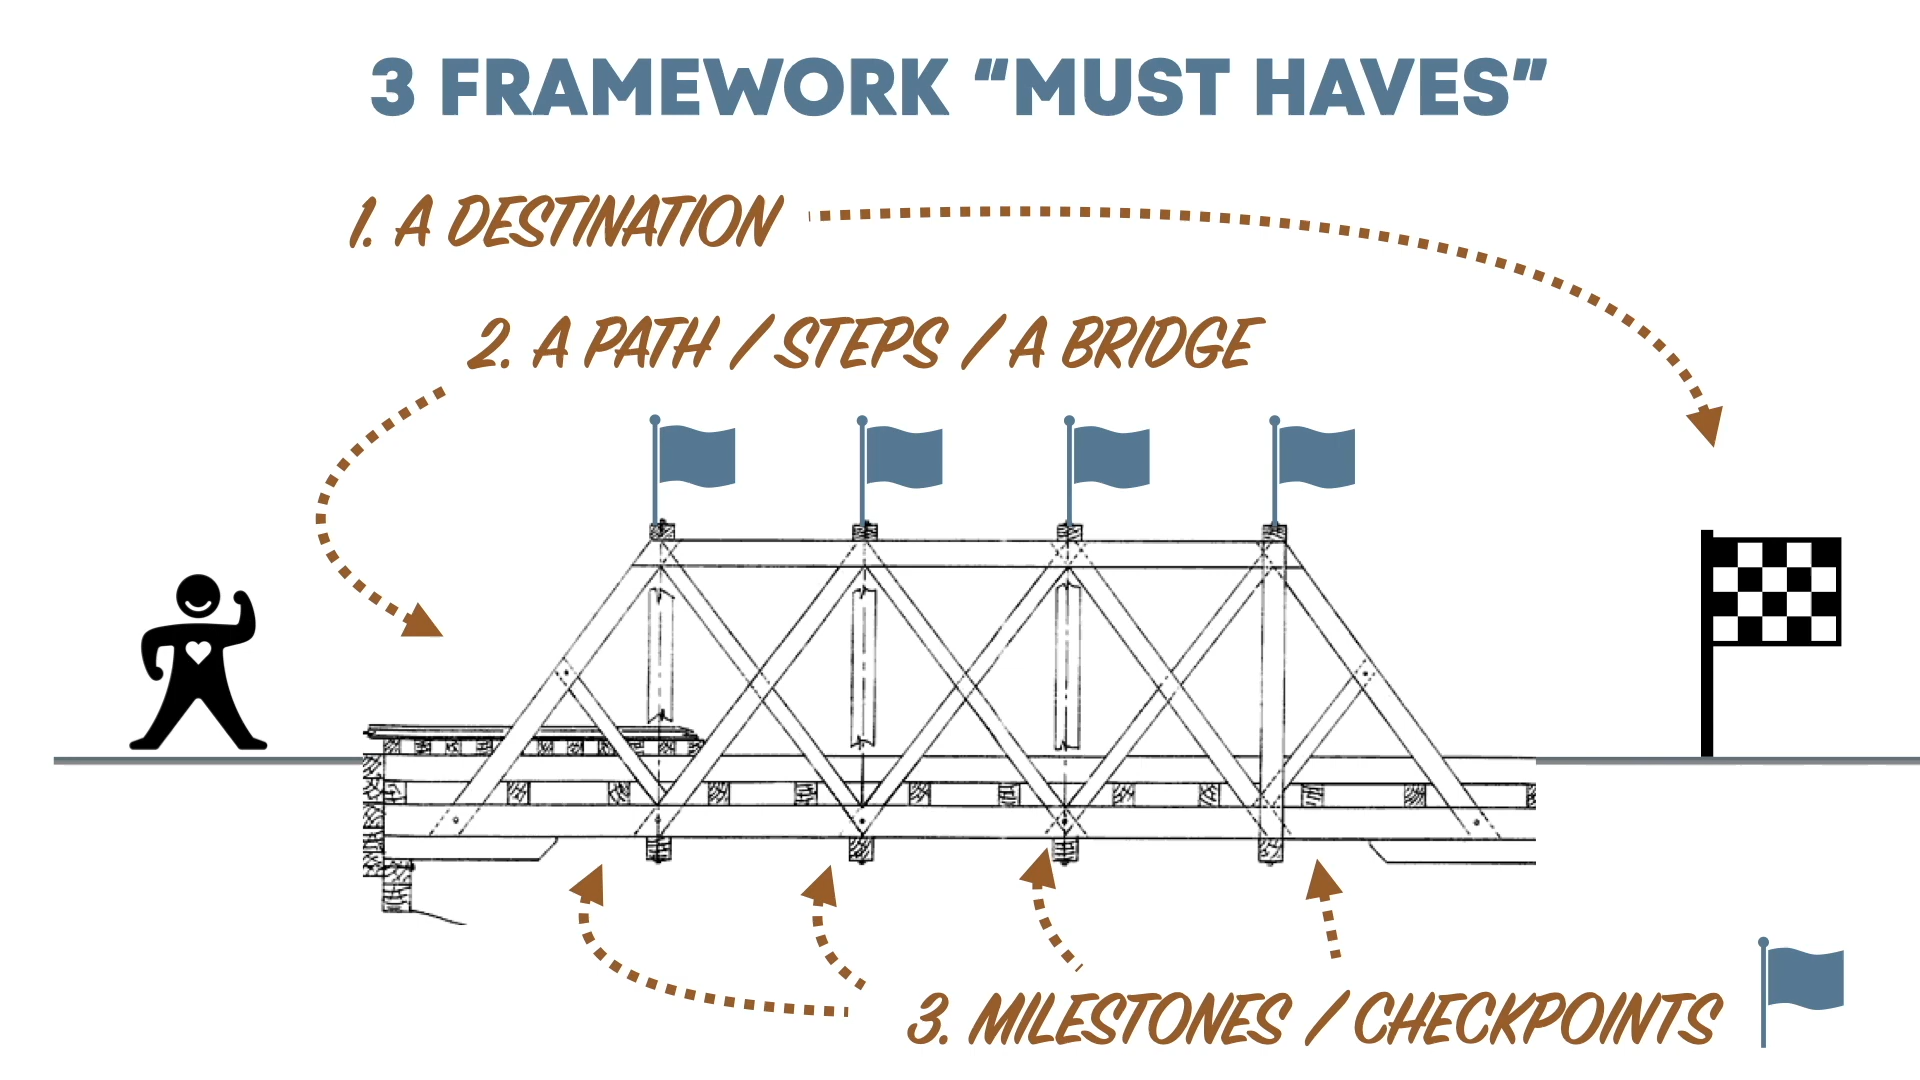 3 FRAMEWORK “MUST HAVES”
1. A DESTINATION
2. A PATH / STEPS / A BRIDGE
3. MILESTONES / CHECKPOINTS